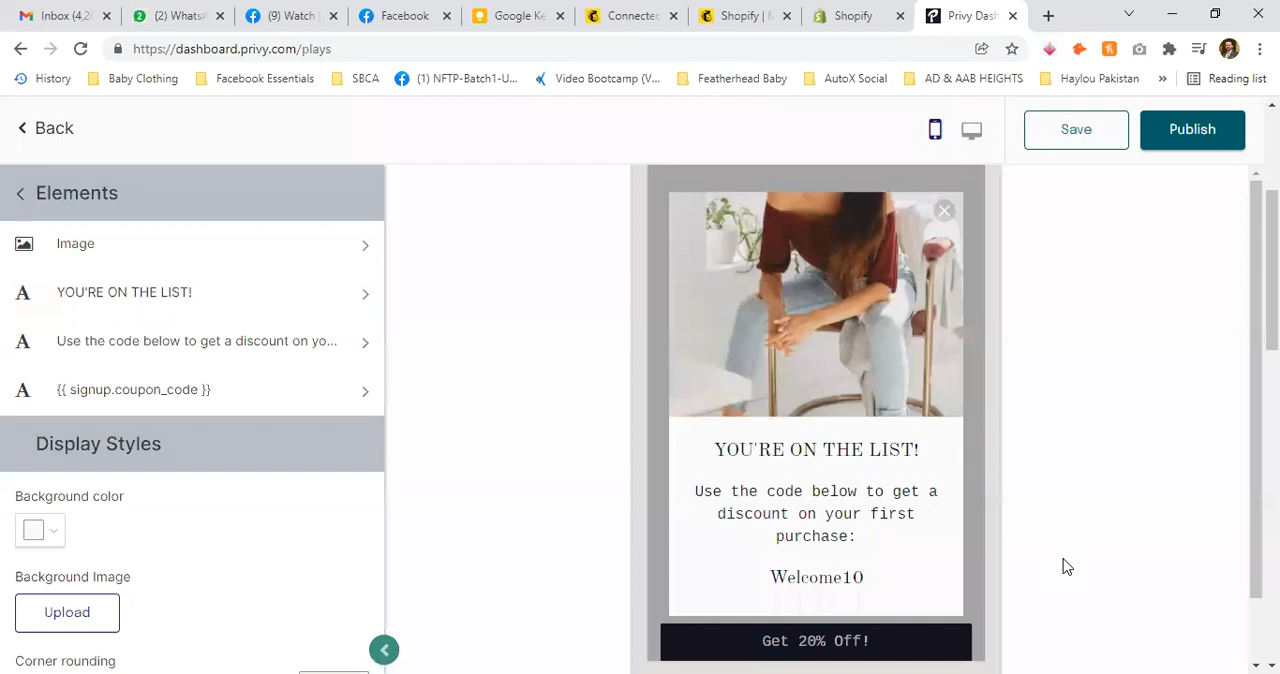 Inbox (4,20
(2) WhatsA
(9) Watch |
Facebook
Google Ke
Connected
Shopify | M
Shopify
Privy Dash
https://dashboard.privy.com/plays
History
Baby Clothing
Facebook Essentials
SBCA
(1) NFTP-Batch1-U...
Video Bootcamp (V...
Featherhead Baby
AutoX Social
AD & AAB HEIGHTS
Haylou Pakistan
»
Reading list
Back
Save
Publish
Elements
Image
A YOU'RE ON THE LIST!
A Use the code below to get a discount on yo...
A {{ signup.coupon_code }}
Display Styles
Background color
Background Image
Upload
Corner rounding
YOU'RE ON THE LIST!
Use the code below to get a
discount on your first
purchase:
Welcome10
Get 20% Off!